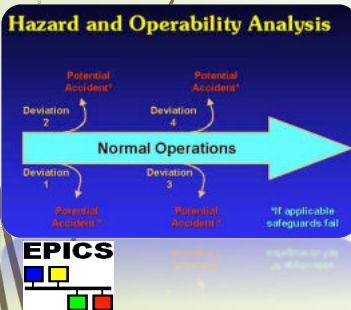 Hazard and Operability Analysis
Potential
Accident*
Potential
Accident*
Deviation
2
Deviation
4
Normal Operations
Deviation
1
Deviation
3
Potential
Accident *
Potential
Accident *
*If applicable
safeguards fail
EPICS